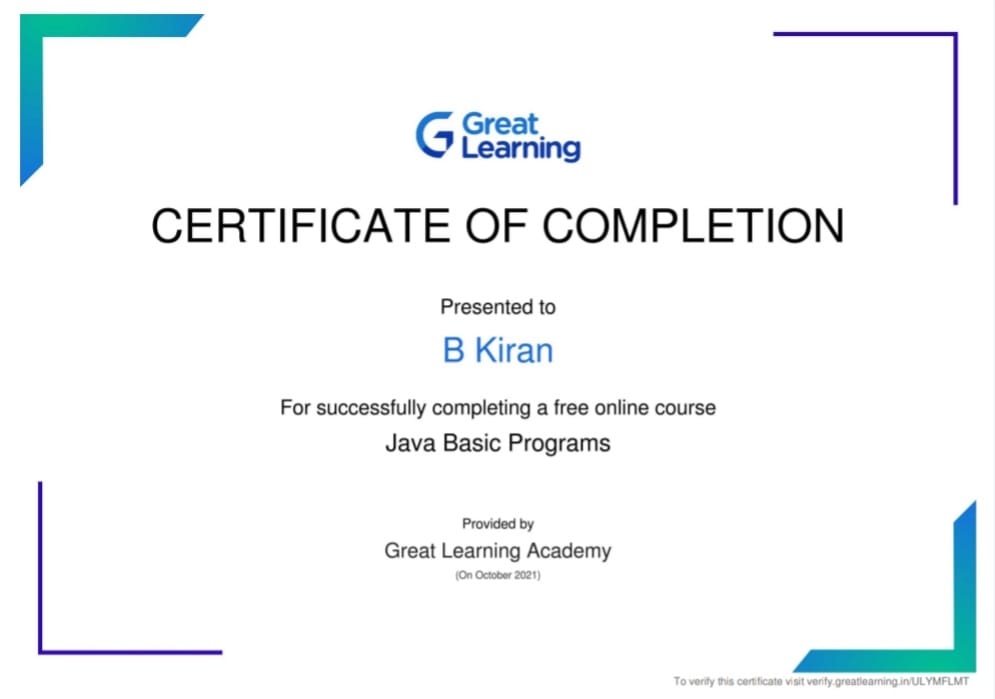 Great
Learning
CERTIFICATE OF COMPLETION
Presented to
B Kiran
For successfully completing a free online course
Java Basic Programs
Provided by
Great Learning Academy
(On October 2021)
To verify this certificate visit verify.greatlearning.in/ULYMFLMT